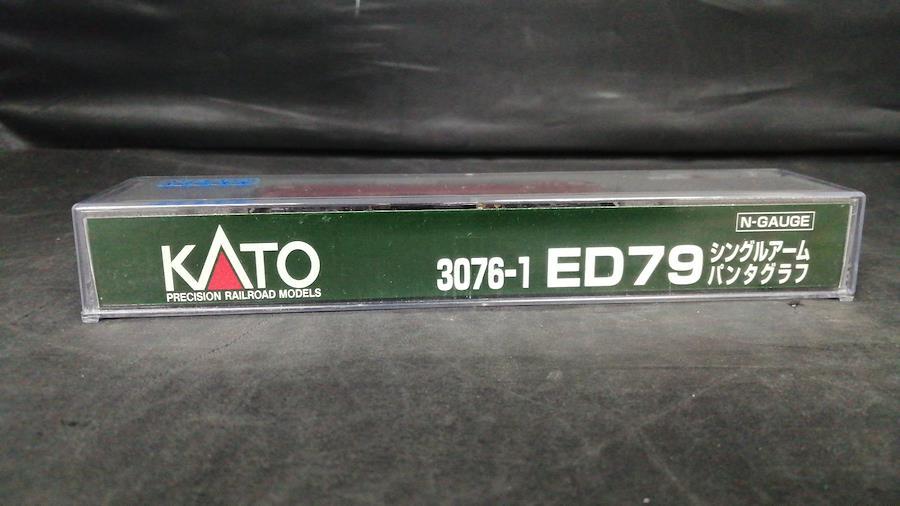 KATO
PRECISION RAILROAD MODELS
3076-1 ED79
シングルアーム
パンタグラフ
N-GAUGE